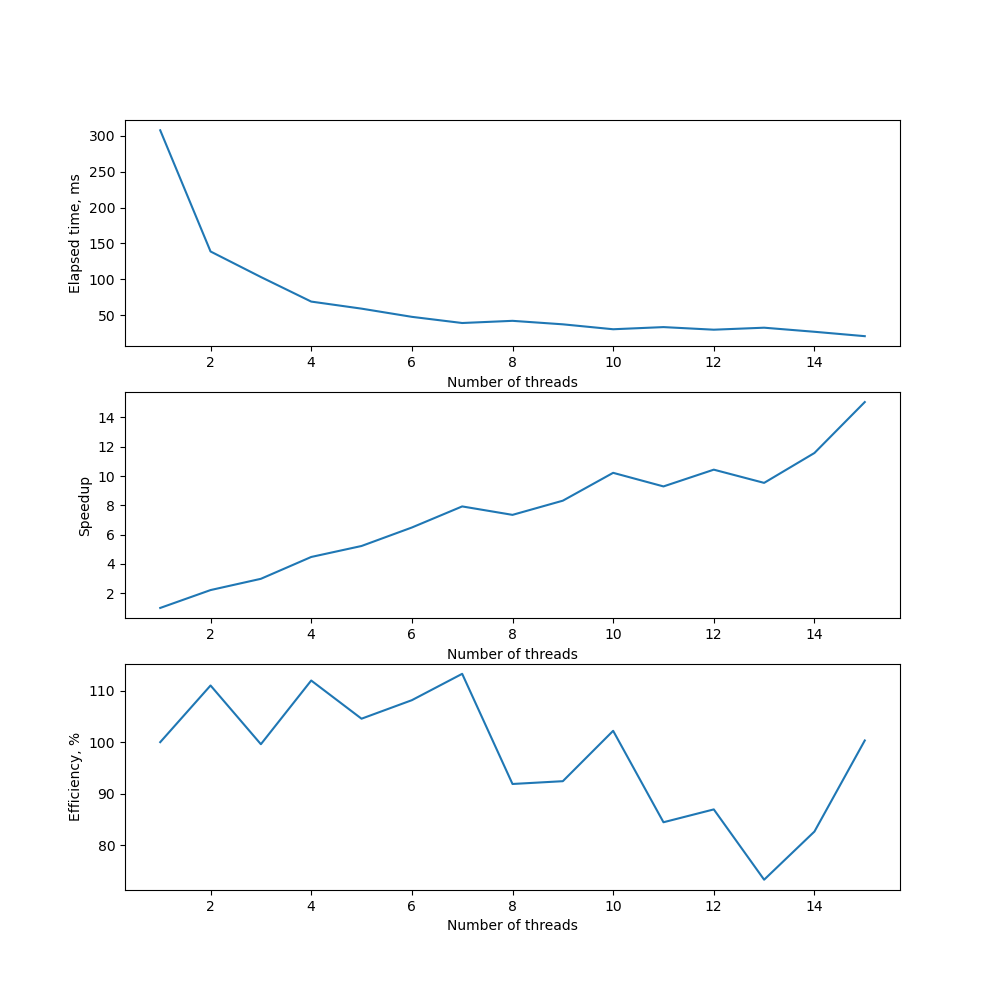 300
250
200
150
100
50
Elapsed time, ms
2 4 6 8 10 12 14
Number of threads
14
12
10
8
6
4
2
Speedup
2 4 6 8 10 12 14
Number of threads
110
100
90
80
Efficiency, %
2 4 6 8 10 12 14
Number of threads